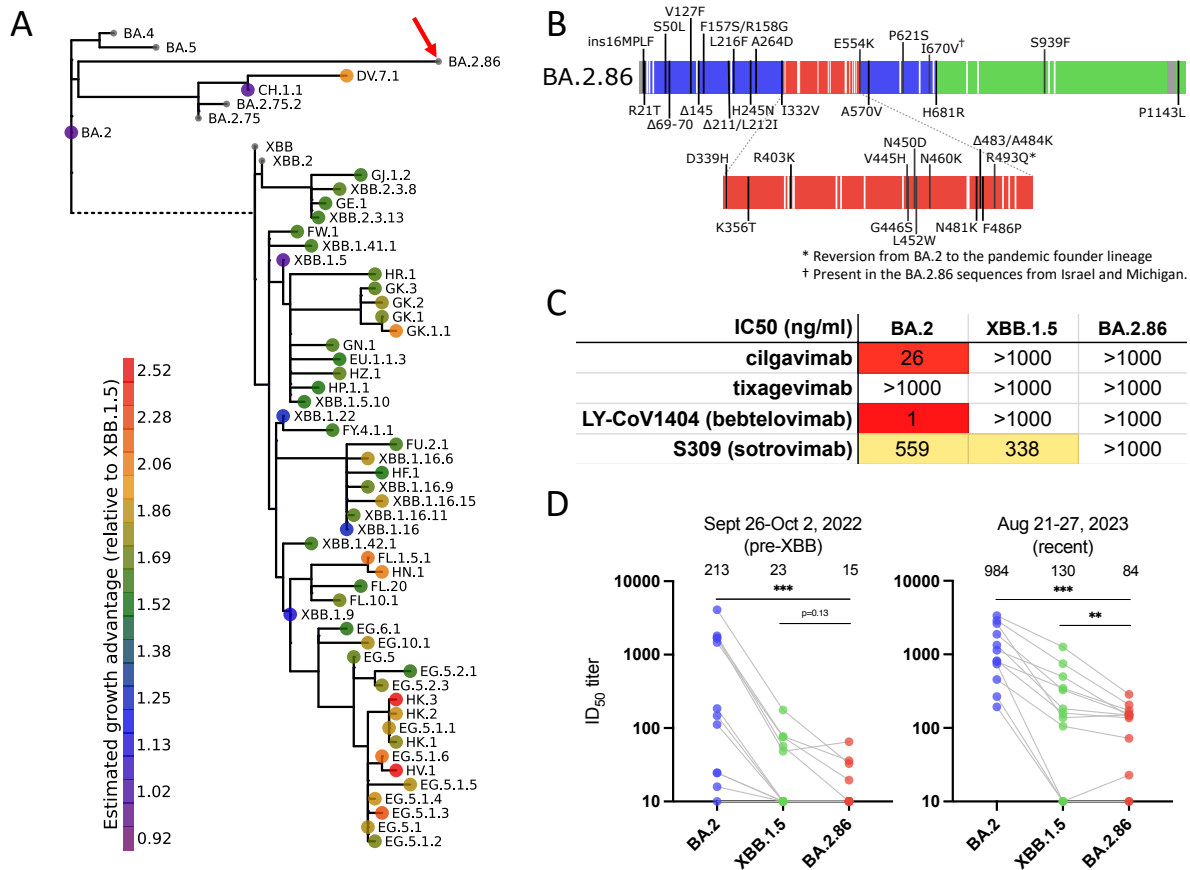 A
BA.4
BA.5
BA.2.86
DV.7.1
CH.1.1
BA.2.75.2
BA.2.75
BA.2
XBB
XBB.2
GJ.1.2
XBB.2.3.8
GE.1
XBB.2.3.13
FW.1
XBB.1.41.1
XBB.1.5
HR.1
GK.3
GK.2
GK.1
GK.1.1
GN.1
EU.1.1.3
HZ.1
HP.1.1
XBB.1.5.10
XBB.1.22
FY.4.1.1
FU.2.1
XBB.1.16.6
HF.1
XBB.1.16.9
XBB.1.16.15
XBB.1.16.11
XBB.1.16
XBB.1.42.1
FL.1.5.1
HN.1
FL.20
FL.10.1
XBB.1.9
EG.6.1
EG.10.1
EG.5
EG.5.2.1
EG.5.2.3
HK.3
HK.2
EG.5.1.1
HK.1
EG.5.1.6
HV.1
EG.5.1.5
EG.5.1.4
EG.5.1.3
EG.5.1
EG.5.1.2
Estimated growth advantage (relative to XBB.1.5)
2.52
2.28
2.06
1.86
1.69
1.52
1.38
1.25
1.13
1.02
0.92
B
V127F
S50L F157S/R158G
ins16MPLF L216F A264D
E554K P621S I670V† S939F
BA.2.86
R21T Δ145 H245N I332V A570V H681R P1143L
Δ69-70 Δ211/L212I
N450D Δ483/A484K
D339H R403K V445H N460K R493Q*
K356T G446S N481K F486P
L452W
* Reversion from BA.2 to the pandemic founder lineage
† Present in the BA.2.86 sequences from Israel and Michigan.
C
IC50 (ng/ml) BA.2 XBB.1.5 BA.2.86
cilgavimab 26 >1000 >1000
tixagevimab >1000 >1000 >1000
LY-CoV1404 (bebtelovimab) 1 >1000 >1000
S309 (sotrovimab) 559 338 >1000
D
Sept 26-Oct 2, 2022
(pre-XBB)
213 23 15
***
p=0.13
ID50 titer
10000
1000
100
10
BA.2 XBB.1.5 BA.2.86
Aug 21-27, 2023
(recent)
984 130 84
***
**
10000
1000
100
10
BA.2 XBB.1.5 BA.2.86